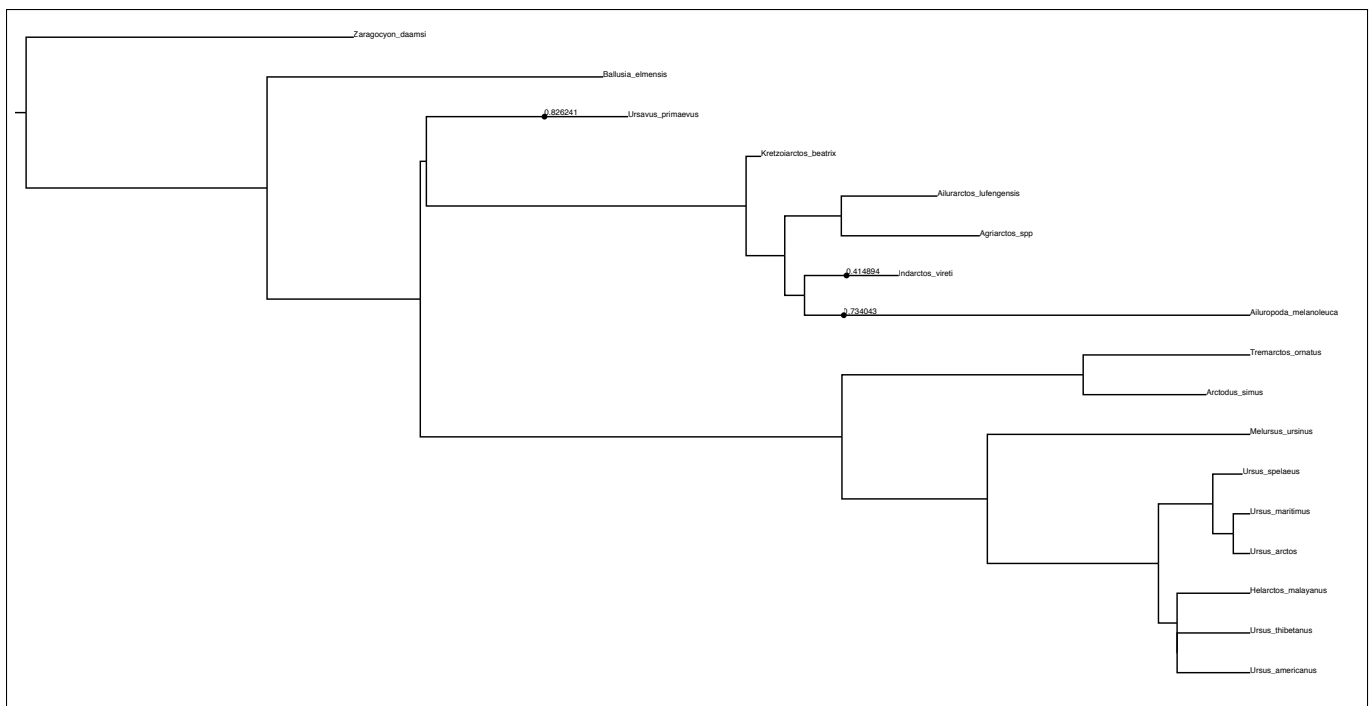 Zaragocyon_daamsi
Ballusia_elmensis
0.826241
Ursavus_primaevus
Kretzoiarctos_beatrix
Ailurarctos_lufengensis
Agriarctos_spp
0.414894
Indarctos_vireti
0.734043
Ailuropoda_melanoleuca
Tremarctos_ornatus
Arctodus_simus
Melursus_ursinus
Ursus_spelaeus
Ursus_maritimus
Ursus_arctos
Helarctos_malayanus
Ursus_thibetanus
Ursus_americanus